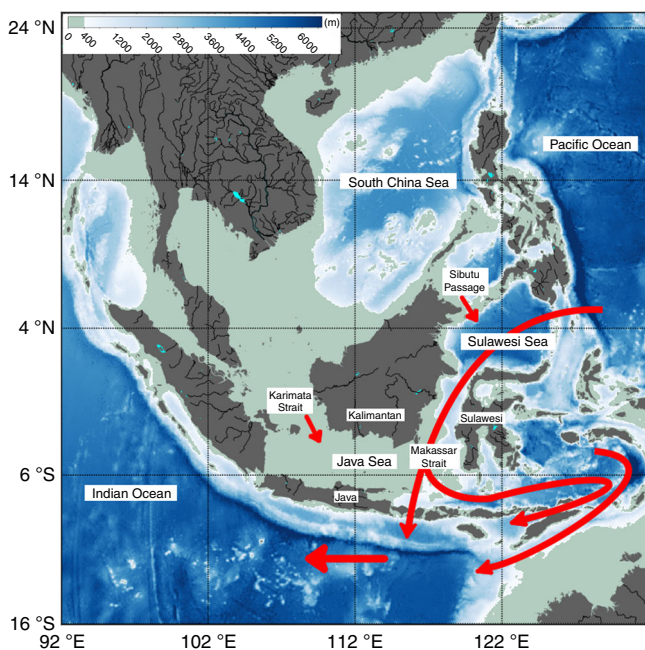 24 °N
0 400 1200 2000 2800 3600 4400 5200 6000 (m)
Pacific Ocean
14 °N
South China Sea
Sibutu
Passage
4 °N
Sulawesi Sea
Karimata
Strait
Kalimantan
Sulawesi
Makassar
Strait
Java Sea
6 °S
Indian Ocean
Java
16 °S
92 °E 102 °E 112 °E 122 °E